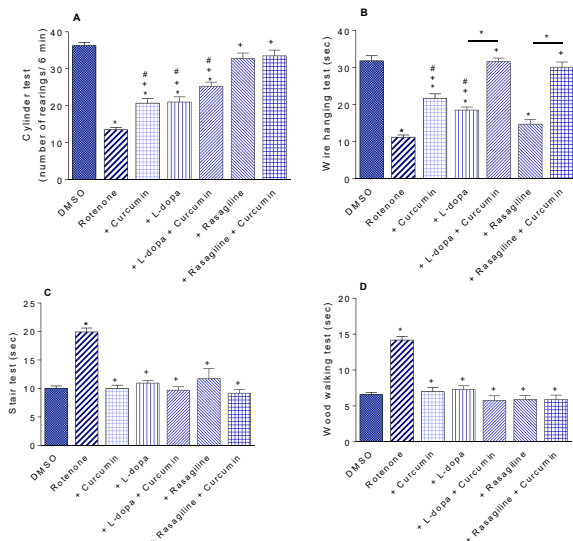 A
Cylinder test
(number of rearings/ 6 min)
40
30
20
10
0
*
#
+
*
#
+
*
#
+
*
+
+
DMSO
Rotenone
+ Curcumin
+ L-dopa
+ L-dopa + Curcumin
+ Rasagiline
+ Rasagiline + Curcumin
B
Wire hanging test (sec)
40
30
20
10
0
*
#
+
*
#
+
*
*
+
*
*
+
DMSO
Rotenone
+ Curcumin
+ L-dopa
+ L-dopa + Curcumin
+ Rasagiline
+ Rasagiline + Curcumin
C
Stair test (sec)
25
20
15
10
5
0
*
+
+
+
+
+
DMSO
Rotenone
+ Curcumin
+ L-dopa
+ L-dopa + Curcumin
+ Rasagiline
+ Rasagiline + Curcumin
D
Wood walking test (sec)
20
15
10
5
0
*
+
+
+
+
+
DMSO
Rotenone
+ Curcumin
+ L-dopa
+ L-dopa + Curcumin
+ Rasagiline
+ Rasagiline + Curcumin